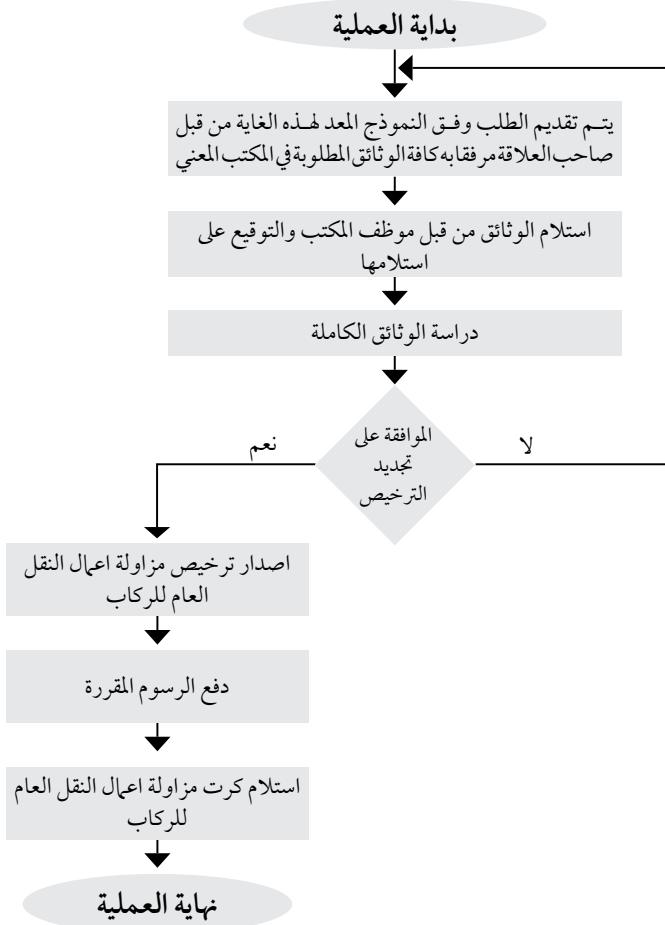 بداية العملية
يتم تقديم الطلب وفق النموذج المعد لهذه الغاية من قبل
صاحب العلاقة مرفقا به كافة الوثائق المطلوبة في المكتب المعني
استلام الوثائق من قبل موظف المكتب والتوقيع على
استلامها
دراسة الوثائق الكاملة
الموافقة على
تجديد
الترخيص
لا
نعم
اصدار ترخيص مزاولة اعمال النقل
العام للركاب
دفع الرسوم المقررة
استلام كرت مزاولة اعمال النقل العام
للركاب
نهاية العملية